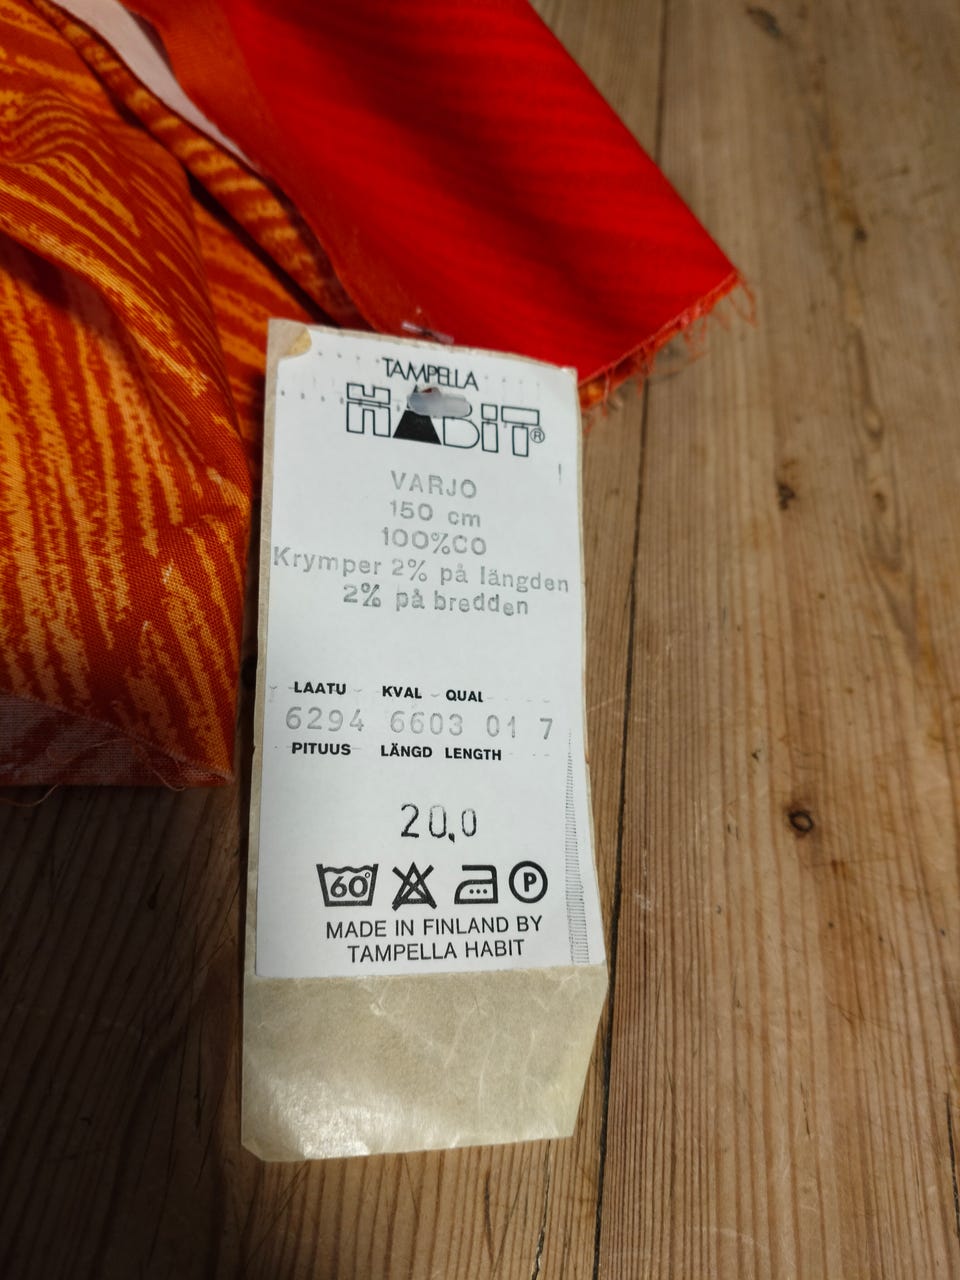 TAMPELLA
HABiT®
VARJO
150 cm
100%CO
Krymper 2% på längden
2% på bredden
LAATU KVAL QUAL
6294 6603 01 7
PITUUS LÄNGD LENGTH
20,0
60°
P
MADE IN FINLAND BY
TAMPELLA HABIT